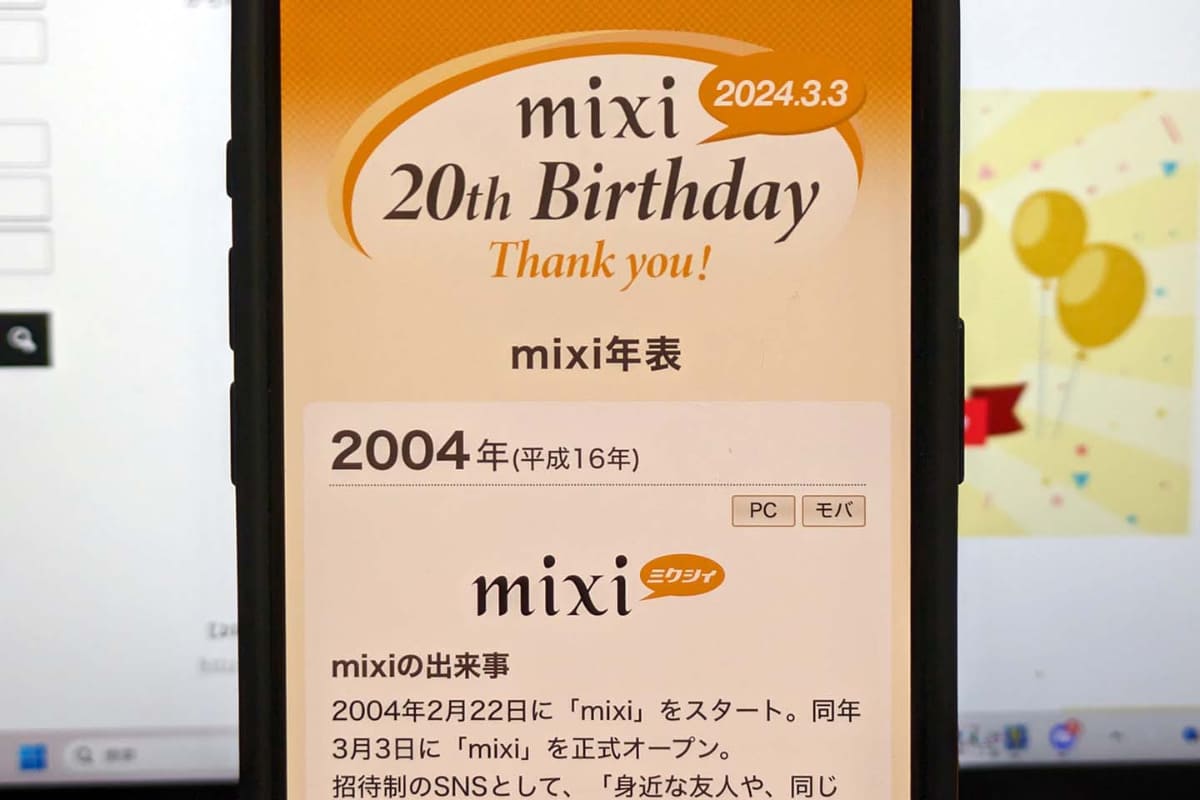 mixi
2024.3.3
20th Birthday
Thank you!
mixi年表
2004年(平成16年)
PC モバ
mixi ミクシィ
mixiの出来事
2004年2月22日に「mixi」をスタート。同年
3月3日に「mixi」を正式オープン。
招待制のSNSとして、「身近な友人や、同じ